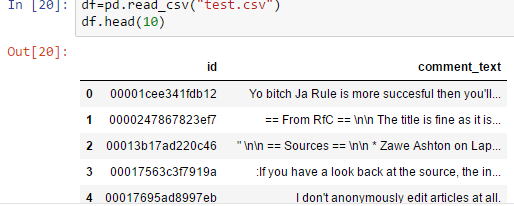 In [20]: df=pd.read_csv("test.csv")
df.head(10)
Out[20]:
id comment_text
0 00001cee341fdb12 Yo bitch Ja Rule is more succesful then you'll...
1 0000247867823ef7 == From RfC == \n\n The title is fine as it is...
2 00013b17ad220c46 " \n\n == Sources == \n\n * Zawe Ashton on Lap...
3 00017563c3f7919a :If you have a look back at the source, the in...
4 00017695ad8997eb I don't anonymously edit articles at all.